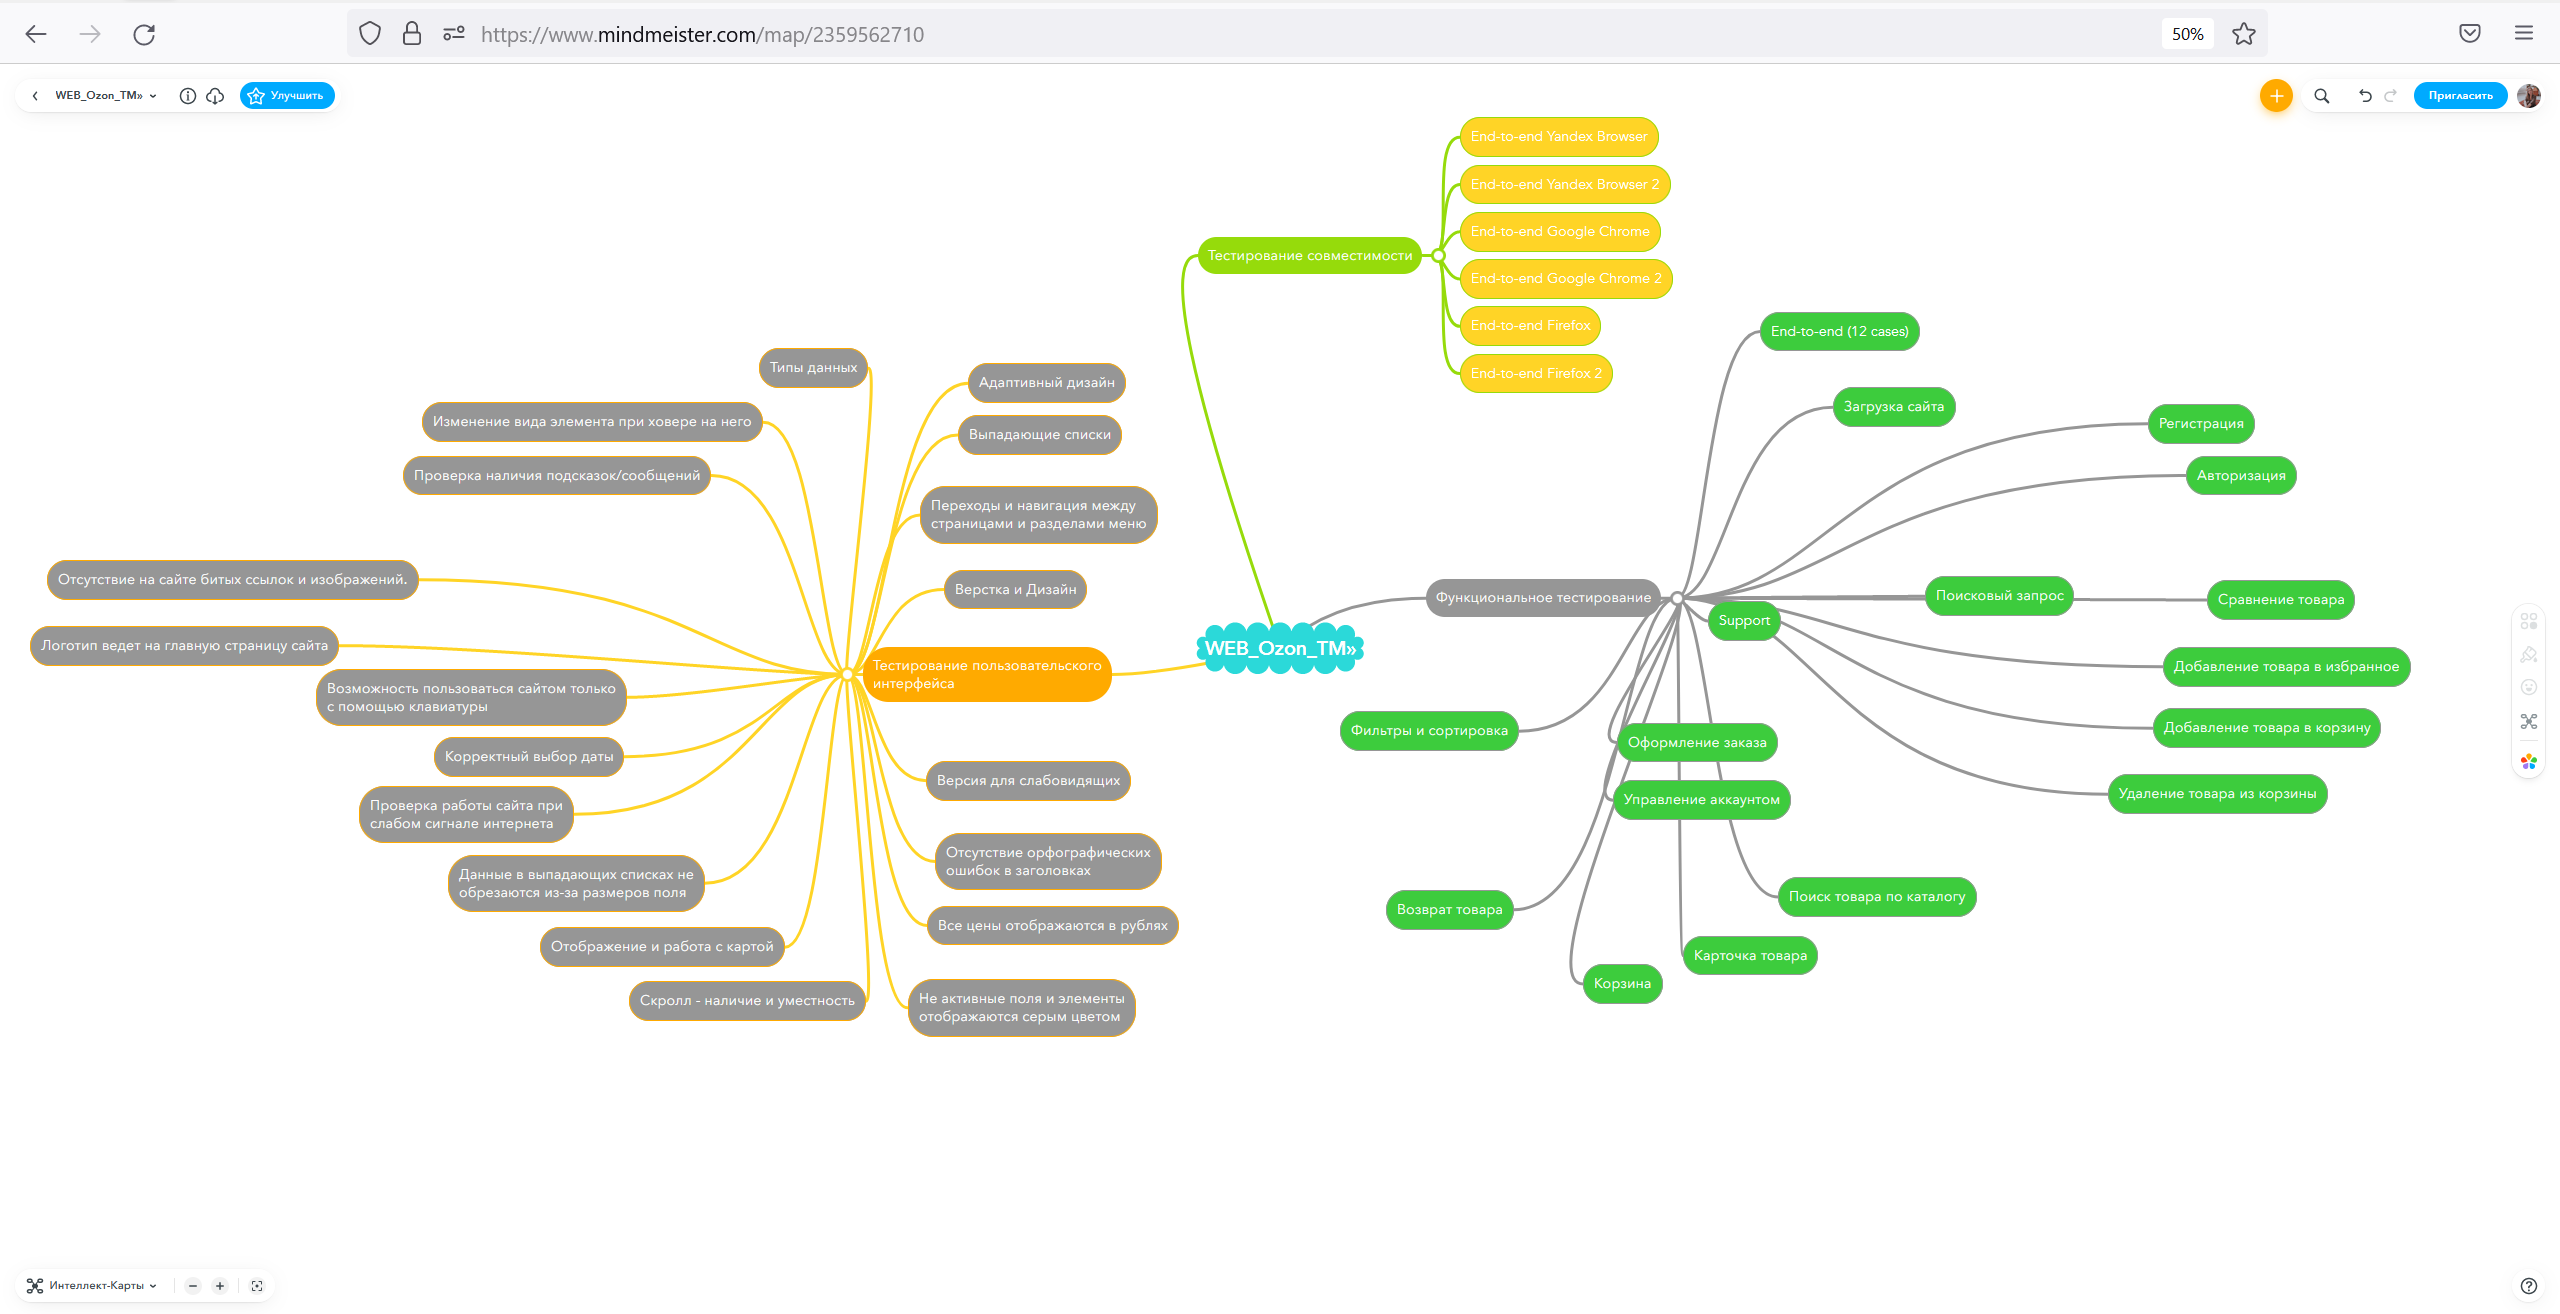 https://www.mindmeister.com/map/2359562710
50%
WEB_Ozon_TM»
Улучшить
Пригласить
End-to-end Yandex Browser
End-to-end Yandex Browser 2
End-to-end Google Chrome
End-to-end Google Chrome 2
End-to-end Firefox
End-to-end Firefox 2
Тестирование совместимости
Типы данных
Изменение вида элемента при ховере на него
Проверка наличия подсказок/сообщений
Отсутствие на сайте битых ссылок и изображений.
Логотип ведет на главную страницу сайта
Возможность пользоваться сайтом только
с помощью клавиатуры
Корректный выбор даты
Проверка работы сайта при
слабом сигнале интернета
Данные в выпадающих списках не
обрезаются из-за размеров поля
Отображение и работа с картой
Скролл - наличие и уместность
Адаптивный дизайн
Выпадающие списки
Переходы и навигация между
страницами и разделами меню
Верстка и Дизайн
Тестирование пользовательского
интерфейса
Версия для слабовидящих
Отсутствие орфографических
ошибок в заголовках
Все цены отображаются в рублях
Не активные поля и элементы
отображаются серым цветом
WEB_Ozon_TM»
Функциональное тестирование
End-to-end (12 cases)
Загрузка сайта
Регистрация
Авторизация
Поисковый запрос
Сравнение товара
Support
Добавление товара в избранное
Добавление товара в корзину
Удаление товара из корзины
Фильтры и сортировка
Оформление заказа
Управление аккаунтом
Поиск товара по каталогу
Возврат товара
Карточка товара
Корзина
Интеллект-Карты